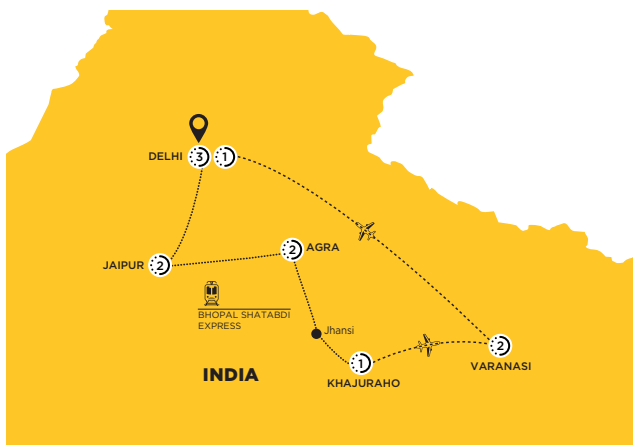 DELHI 3 1
JAIPUR 2
2 AGRA
BHOPAL SHATABDI
EXPRESS
Jhansi
1
KHAJURAHO
2
VARANASI
INDIA